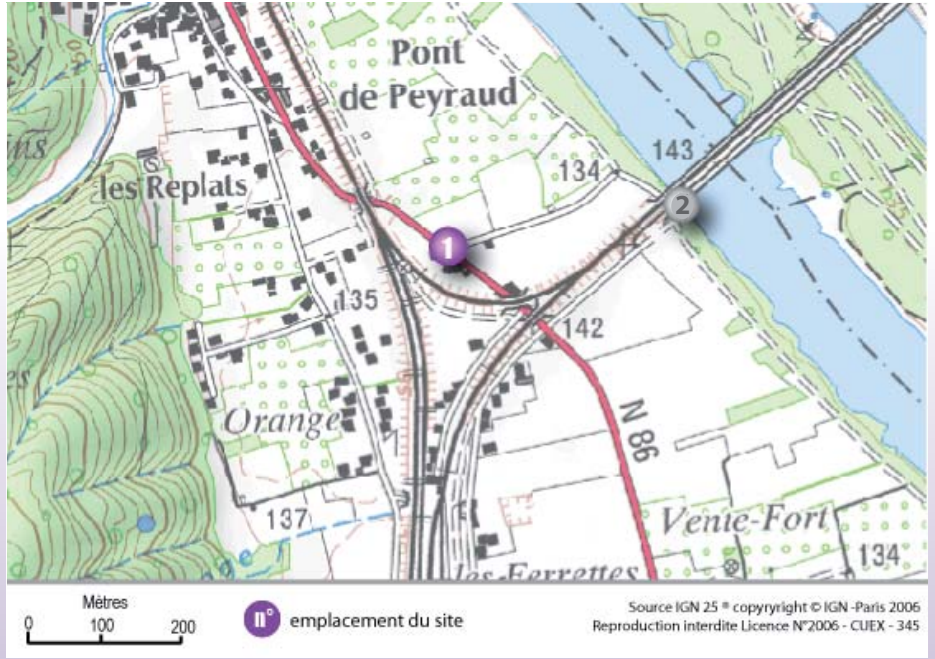 Pont
de Peyraud
ns
les Replats
143
134
2
1
135
142
Orange
N 86
es
137
Vente-Fort
134
les-Ferrettes
Mètres
0 100 200
n° emplacement du site
Source IGN 25 ® copyryright © IGN -Paris 2006
Reproduction interdite Licence N°2006 - CUEX - 345